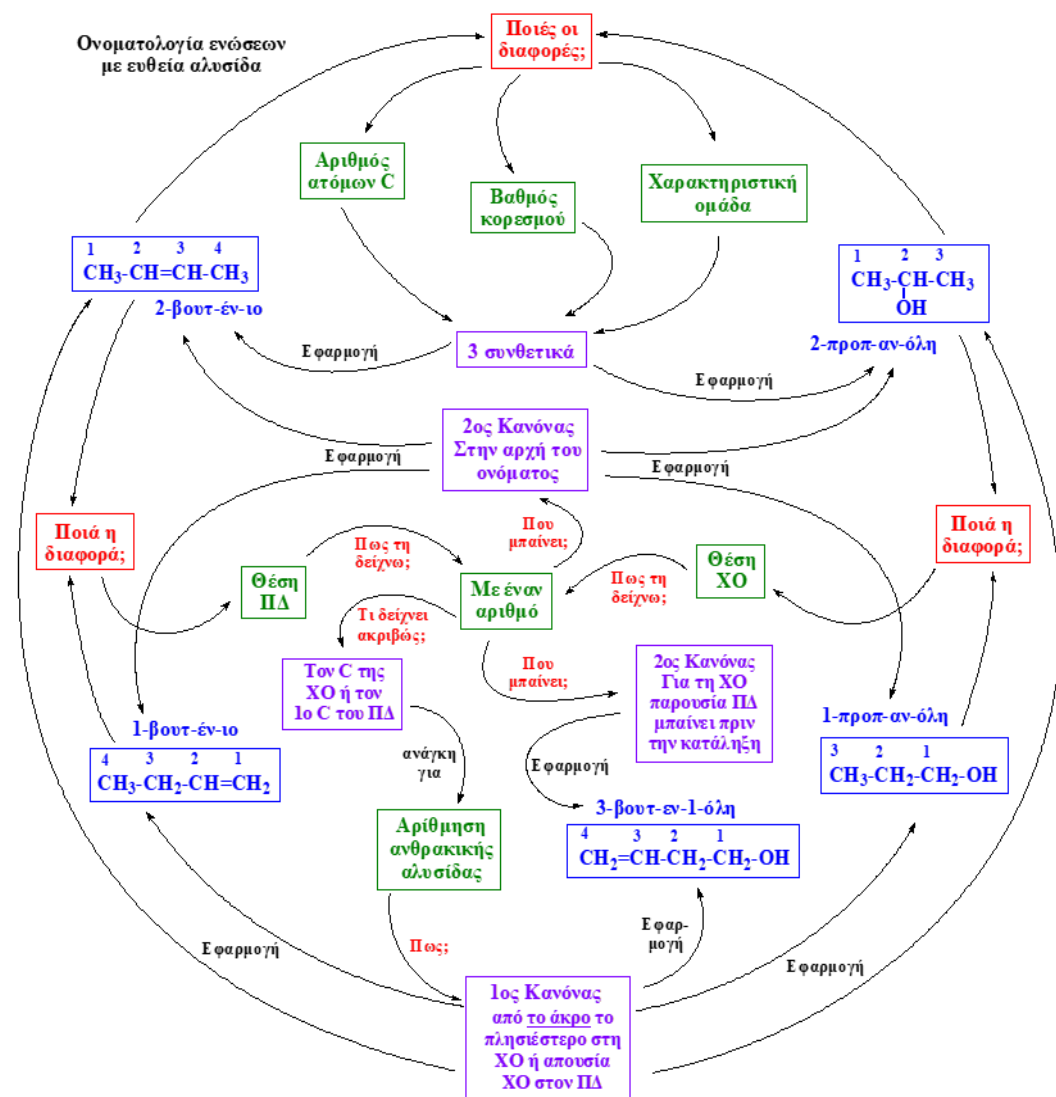 Ονοματολογία ενώσεων
με ευθεία αλυσίδα
Ποιές οι
διαφορές;
Αριθμός
ατόμων C
Βαθμός
κορεσμού
Χαρακτηριστική
ομάδα
1 2 3 4
CH₃-CH=CH-CH₃
2-βουτ-έν-ιο
1 2 3
CH₃-CH-CH₃
OH
2-προπ-αν-όλη
Εφαρμογή
3 συνθετικά
Εφαρμογή
2ος Κανόνας
Στην αρχή του
ονόματος
Εφαρμογή
Εφαρμογή
Ποιά η
διαφορά;
Πως τη
δείχνω;
Που
μπαίνει;
Ποιά η
διαφορά;
Θέση
ΠΔ
Με έναν
αριθμό
Πως τη
δείχνω;
Θέση
ΧΟ
Τι δείχνει
ακριβώς;
Που
μπαίνει;
Τον C της
ΧΟ ή τον
1ο C του ΠΔ
2ος Κανόνας
Για τη ΧΟ
παρουσία ΠΔ
μπαίνει πριν
την κατάληξη
1-βουτ-έν-ιο
4 3 2 1
CH₃-CH₂-CH=CH₂
1-προπ-αν-όλη
3 2 1
CH₃-CH₂-CH₂-OH
ανάγκη
για
Εφαρμογή
Αρίθμηση
ανθρακικής
αλυσίδας
3-βουτ-εν-1-όλη
4 3 2 1
CH₂=CH-CH₂-CH₂-OH
Εφαρμογή
Πως;
Εφαρ-
μογή
Εφαρμογή
1ος Κανόνας
από το άκρο το
πλησιέστερο στη
ΧΟ ή απουσία
ΧΟ στον ΠΔ